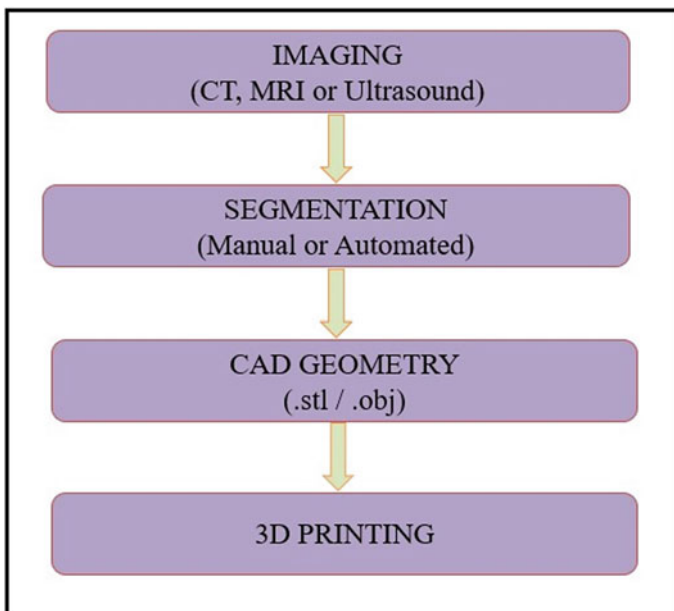 IMAGING
(CT, MRI or Ultrasound)
SEGMENTATION
(Manual or Automated)
CAD GEOMETRY
(.stl / .obj)
3D PRINTING